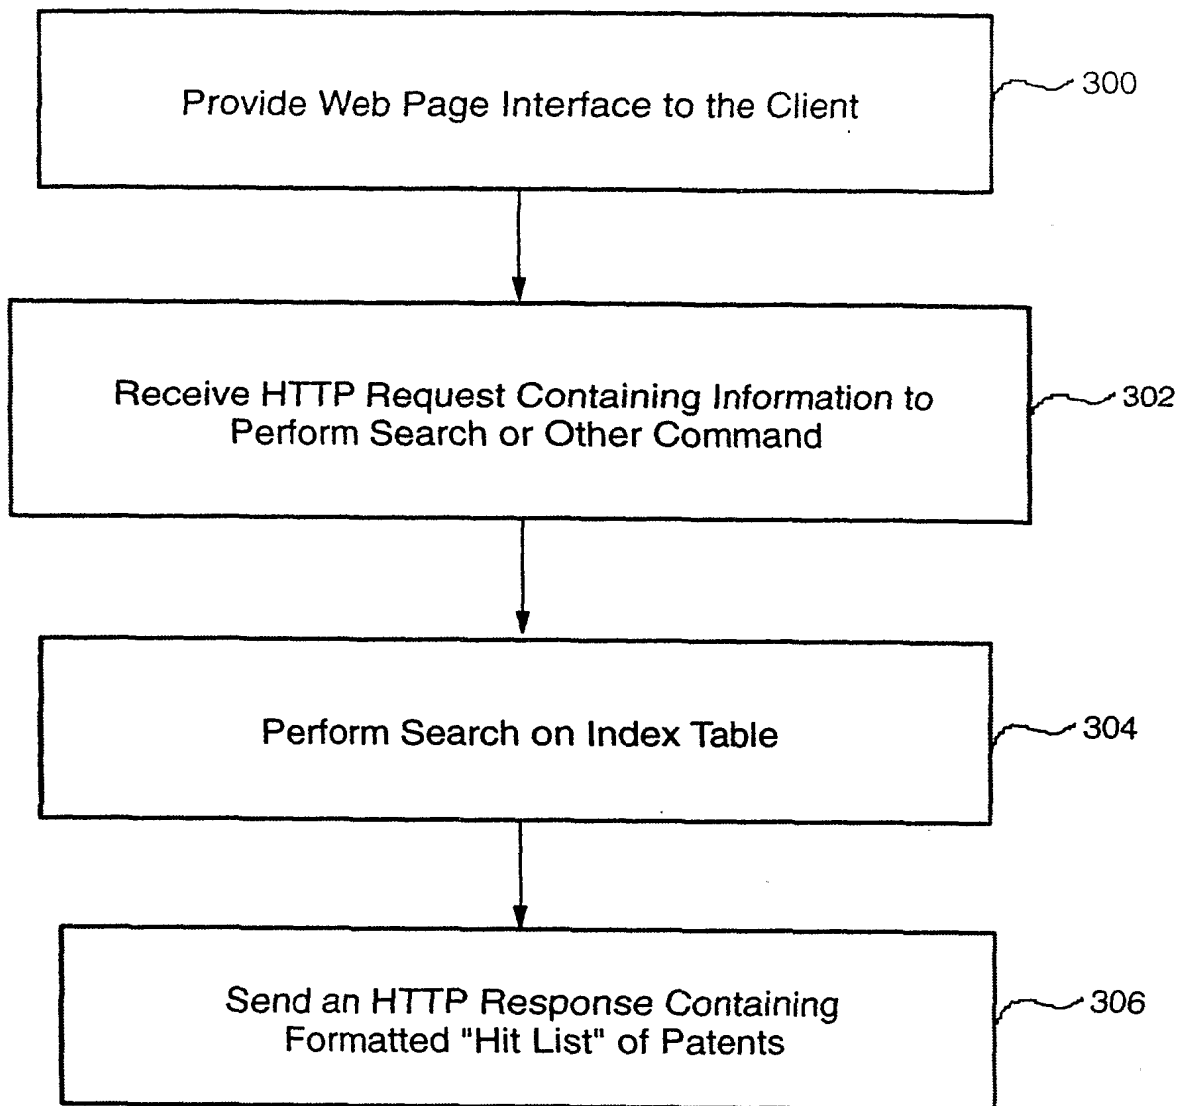 Provide Web Page Interface to the Client
300
Receive HTTP Request Containing Information to
Perform Search or Other Command
302
Perform Search on Index Table
304
Send an HTTP Response Containing
Formatted "Hit List" of Patents
306